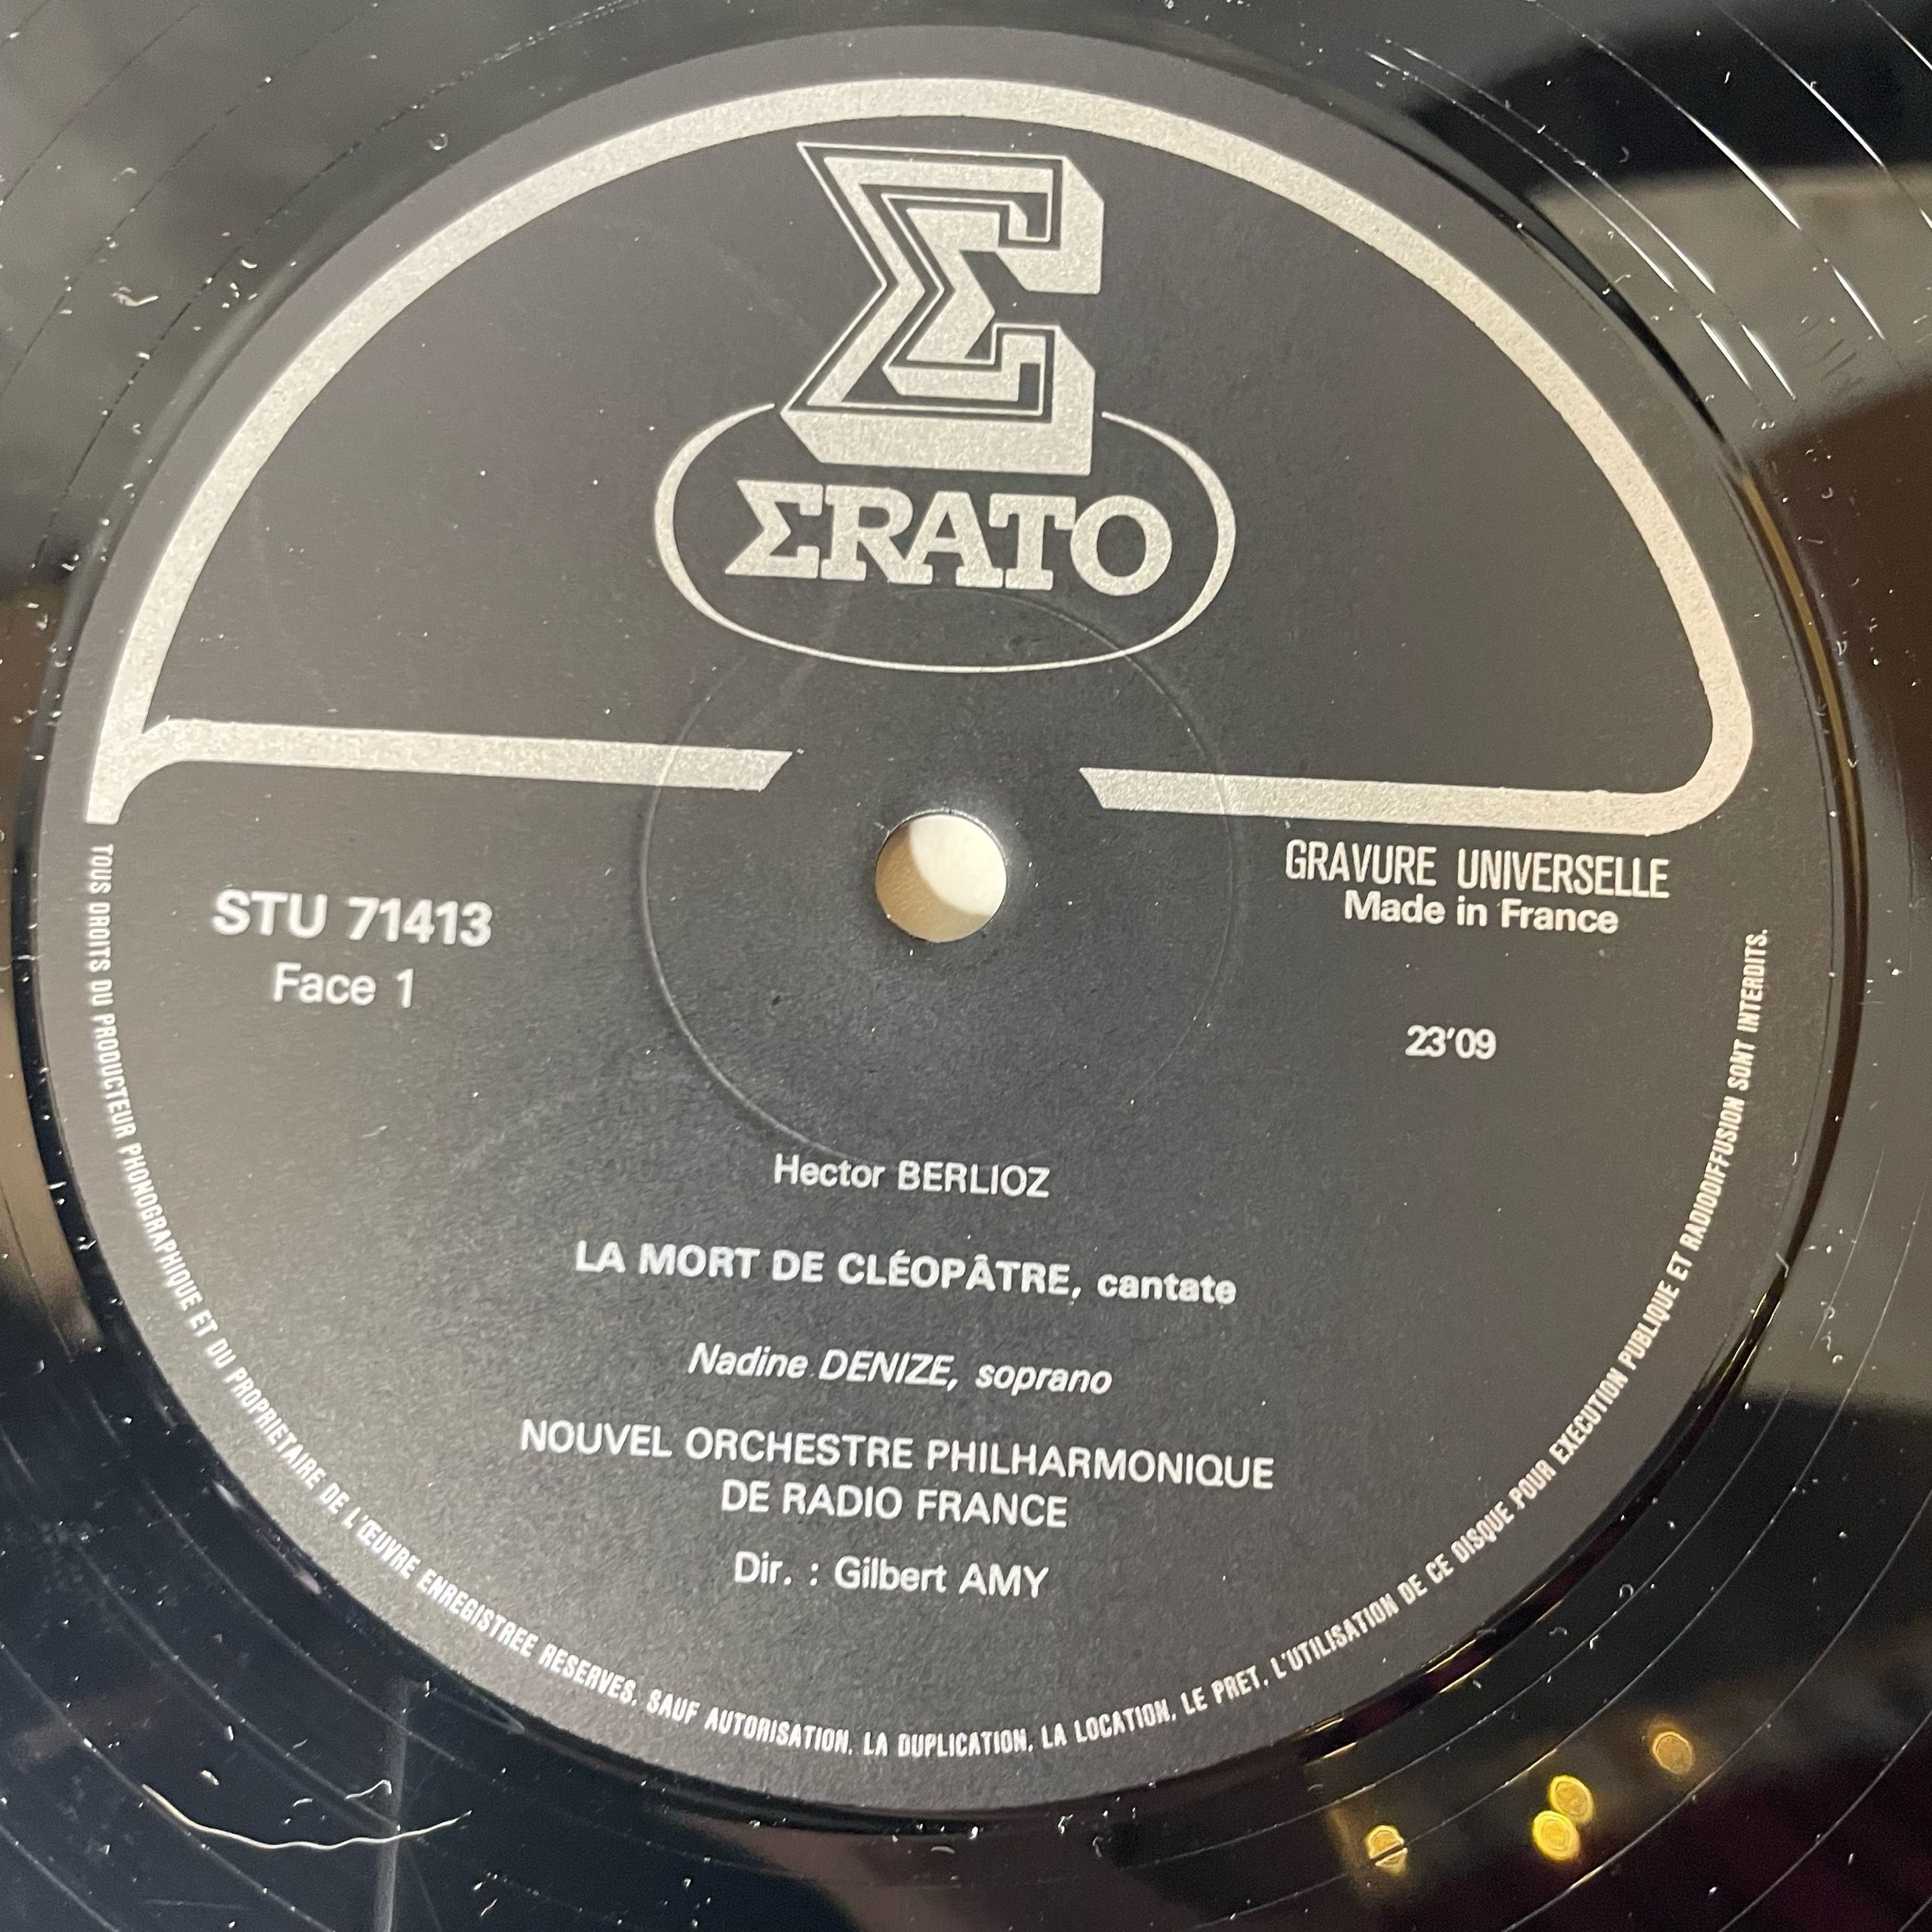 Σ
ΣRATO
GRAVURE UNIVERSELLE
Made in France
STU 71413
Face 1
23'09
Hector BERLIOZ
LA MORT DE CLÉOPÂTRE, cantate
Nadine DENIZE, soprano
NOUVEL ORCHESTRE PHILHARMONIQUE
DE RADIO FRANCE
Dir. : Gilbert AMY
TOUS DROITS DU PRODUCTEUR PHONOGRAPHIQUE ET DU PROPRIETAIRE DE L'ŒUVRE ENREGISTREE RESERVES. SAUF AUTORISATION, LA DUPLICATION, LA LOCATION, LE PRET, L'UTILISATION DE CE DISQUE POUR EXECUTION PUBLIQUE ET RADIODIFFUSION SONT INTERDITS.